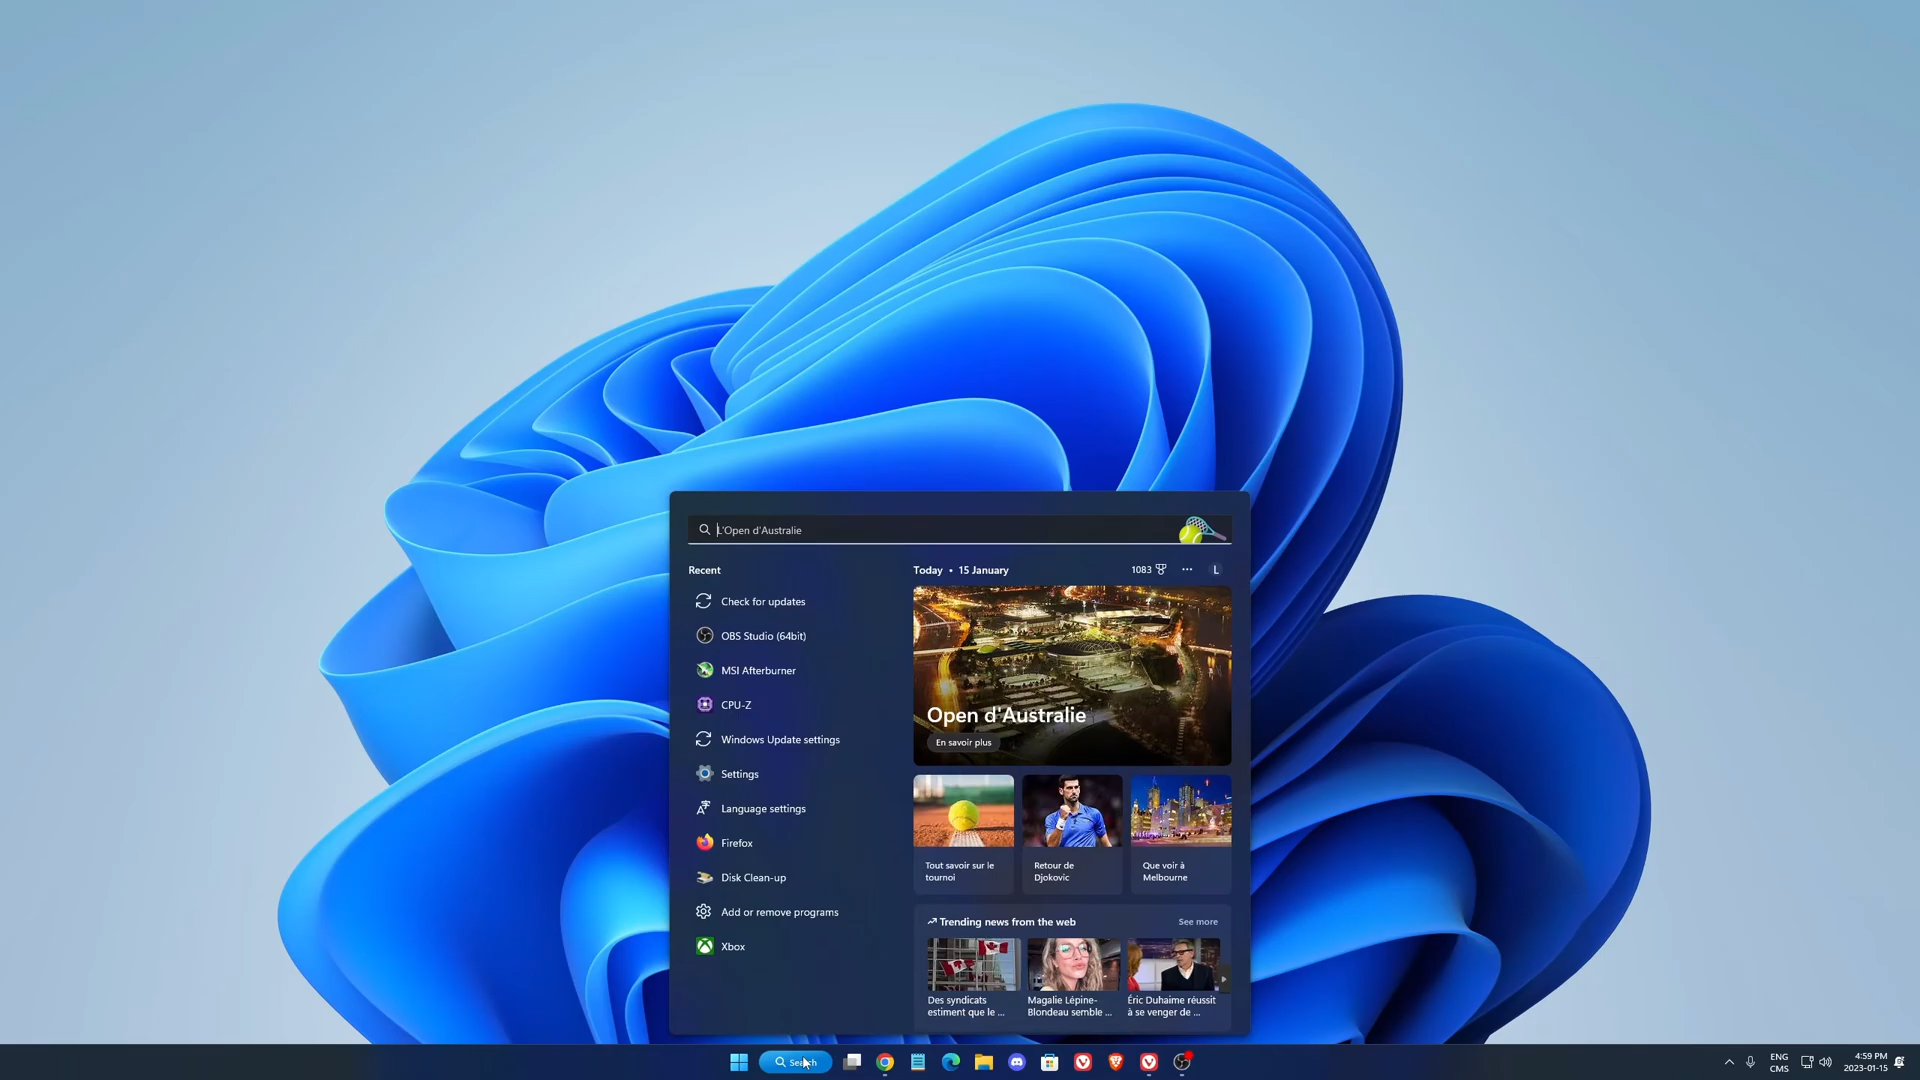 L'Open d'Australie
Recent
Check for updates
OBS Studio (64bit)
MSI Afterburner
CPU-Z
Windows Update settings
Settings
Language settings
Firefox
Disk Clean-up
Add or remove programs
Xbox
Today • 15 January
1083
L
Open d'Australie
En savoir plus
Tout savoir sur le
tournoi
Retour de
Djokovic
Que voir à
Melbourne
Trending news from the web
See more
Des syndicats
estiment que le ...
Magalie Lépine-
Blondeau semble ...
Éric Duhaime réussit
à se venger de ...
Search
ENG
CMS
4:59 PM
2023-01-15